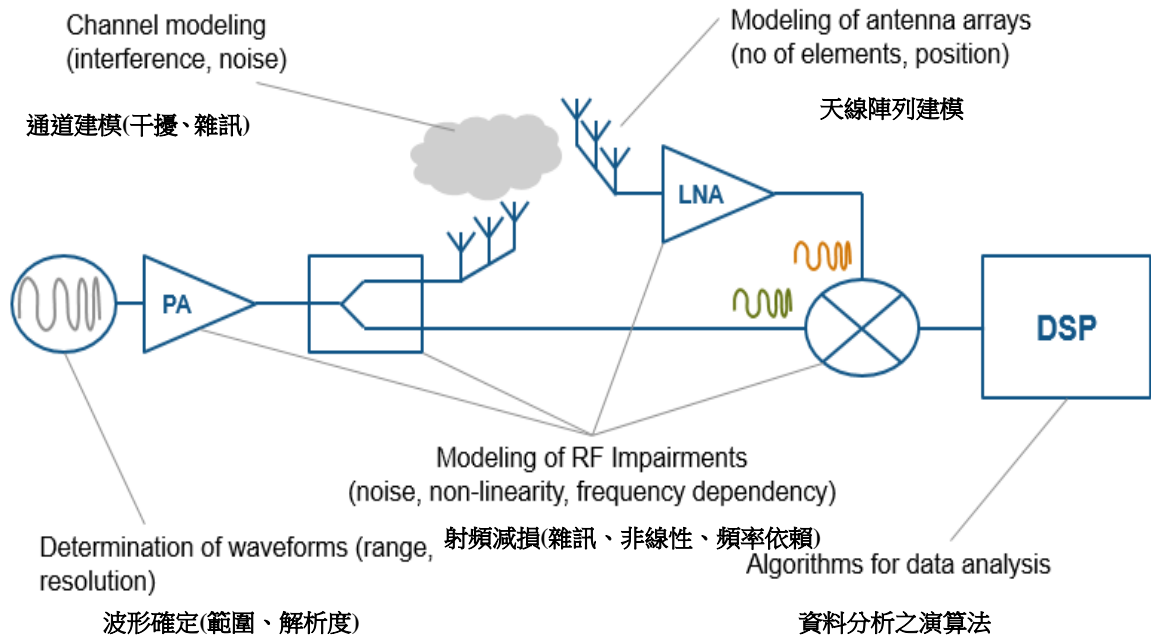 Channel modeling
(interference, noise)
通道建模(干擾、雜訊)
Modeling of antenna arrays
(no of elements, position)
天線陣列建模
LNA
PA
DSP
Modeling of RF Impairments
(noise, non-linearity, frequency dependency)
射頻減損(雜訊、非線性、頻率依賴)
Determination of waveforms (range,
resolution)
波形確定(範圍、解析度)
Algorithms for data analysis
資料分析之演算法